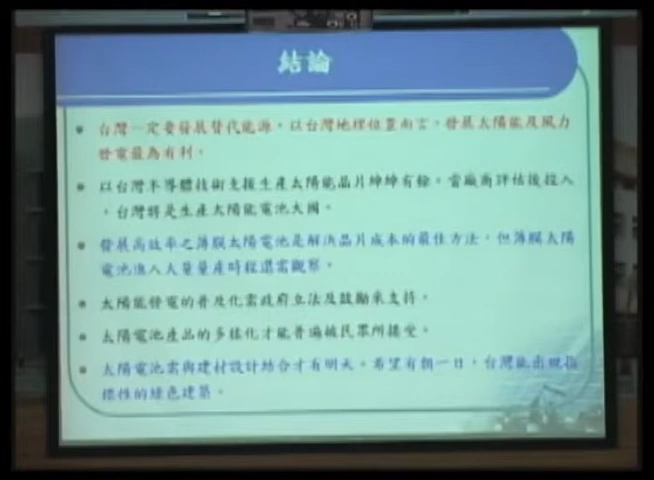 結論
台灣一定要發展替代能源，以台灣地理位置而言，發展太陽能及風力
發電最為有利。
以台灣半導體技術支援生產太陽能晶片綽綽有餘。當廠商評估後投入
，台灣將是生產太陽能電池大國。
發展高效率之薄膜太陽電池是解決晶片成本的最佳方法，但薄膜太陽
電池進入大量量產時程還需觀察。
太陽能發電的普及化需政府立法及鼓勵來支持。
太陽電池產品的多樣化才能普遍被民眾所接受。
太陽電池需與建材設計結合才有明天。希望有朝一日，台灣能出現指
標性的綠色建築。